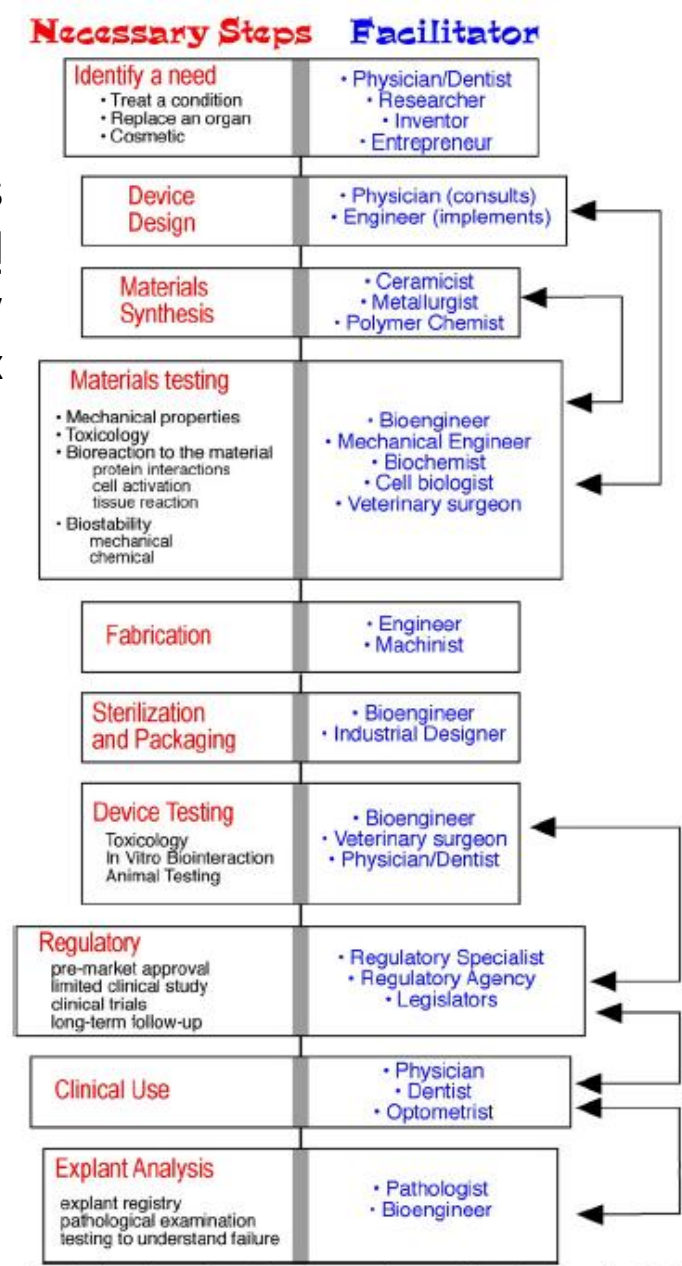 Necessary Steps Facilitator
Identify a need
• Treat a condition
• Replace an organ
• Cosmetic
• Physician/Dentist
• Researcher
• Inventor
• Entrepreneur
Device
Design
• Physician (consults)
• Engineer (implements)
Materials
Synthesis
• Ceramicist
• Metallurgist
• Polymer Chemist
Materials testing
• Mechanical properties
• Toxicology
• Bioreaction to the material
protein interactions
cell activation
tissue reaction
• Biostability
mechanical
chemical
• Bioengineer
• Mechanical Engineer
• Biochemist
• Cell biologist
• Veterinary surgeon
Fabrication
• Engineer
• Machinist
Sterilization
and Packaging
• Bioengineer
• Industrial Designer
Device Testing
Toxicology
In Vitro Biointeraction
Animal Testing
• Bioengineer
• Veterinary surgeon
• Physician/Dentist
Regulatory
pre-market approval
limited clinical study
clinical trials
long-term follow-up
• Regulatory Specialist
• Regulatory Agency
• Legislators
Clinical Use
• Physician
• Dentist
• Optometrist
Explant Analysis
explant registry
pathological examination
testing to understand failure
• Pathologist
• Bioengineer